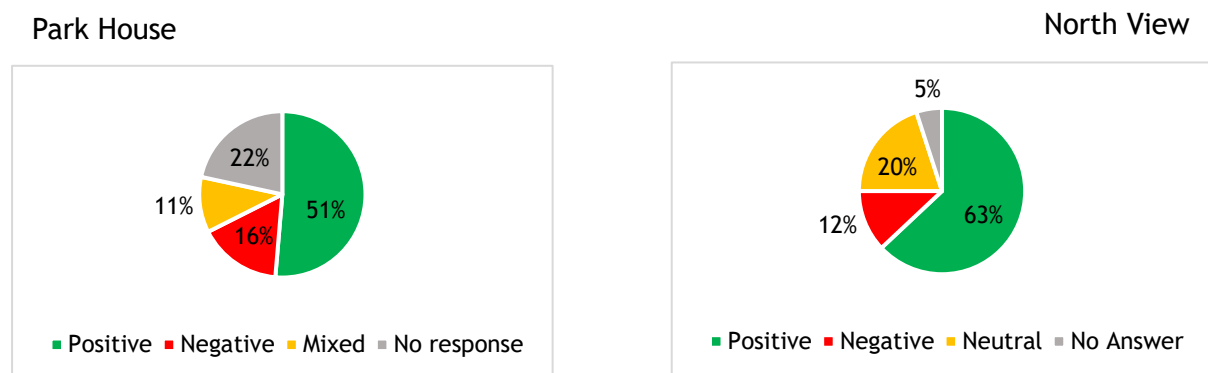 Park House
22%
11%
51%
16%
Positive Negative Mixed No response
North View
5%
20%
12%
63%
Positive Negative Neutral No Answer